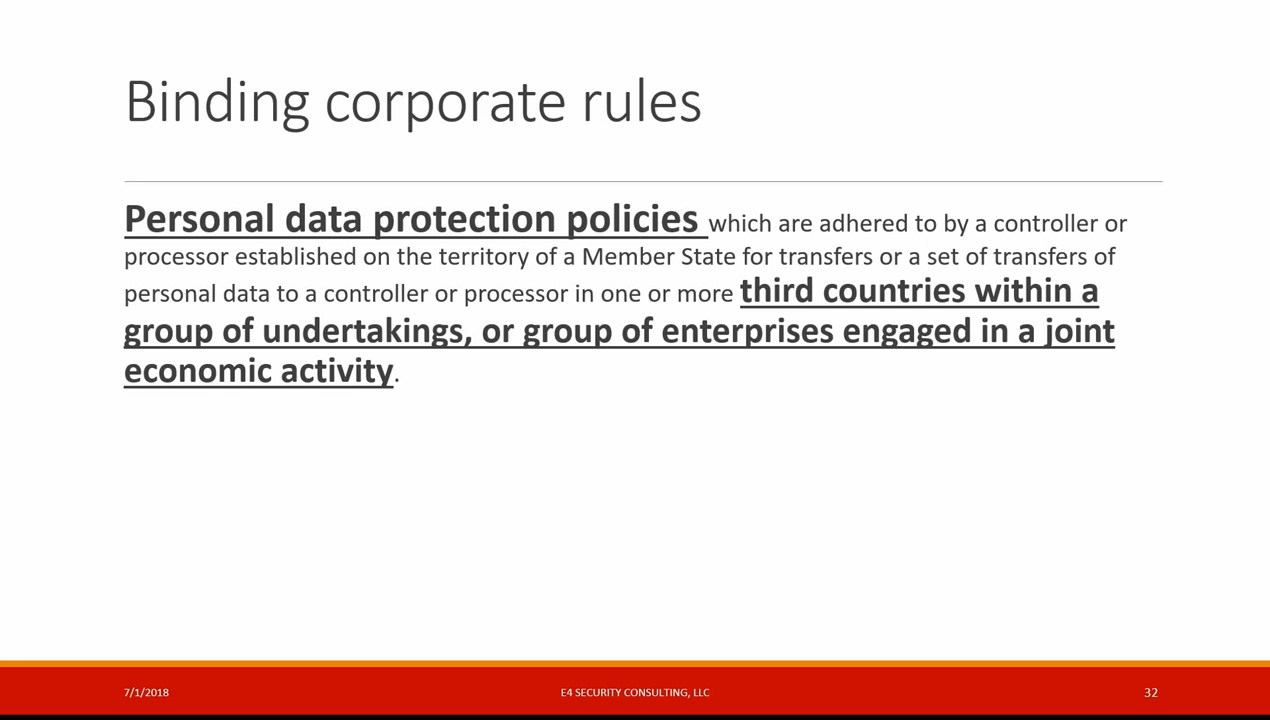 Binding corporate rules
Personal data protection policies which are adhered to by a controller or
processor established on the territory of a Member State for transfers or a set of transfers of
personal data to a controller or processor in one or more third countries within a
group of undertakings, or group of enterprises engaged in a joint
economic activity.
7/1/2018 E4 SECURITY CONSULTING, LLC 32